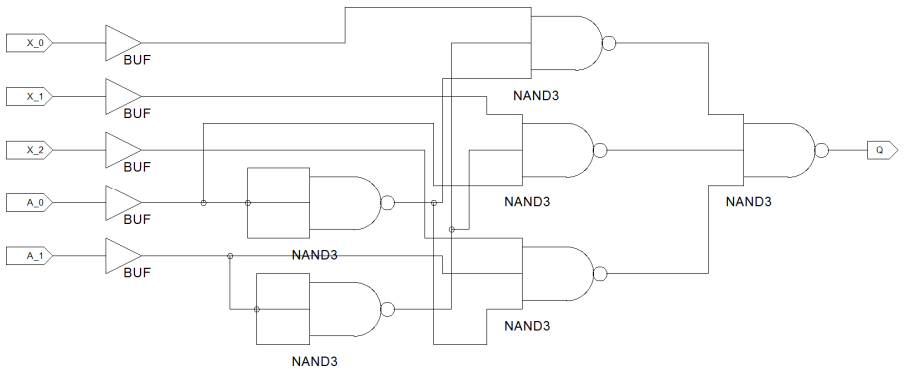 X_0
BUF
NAND3
X_1
BUF
X_2
BUF
NAND3
Q
NAND3
A_0
BUF
NAND3
A_1
BUF
NAND3
NAND3